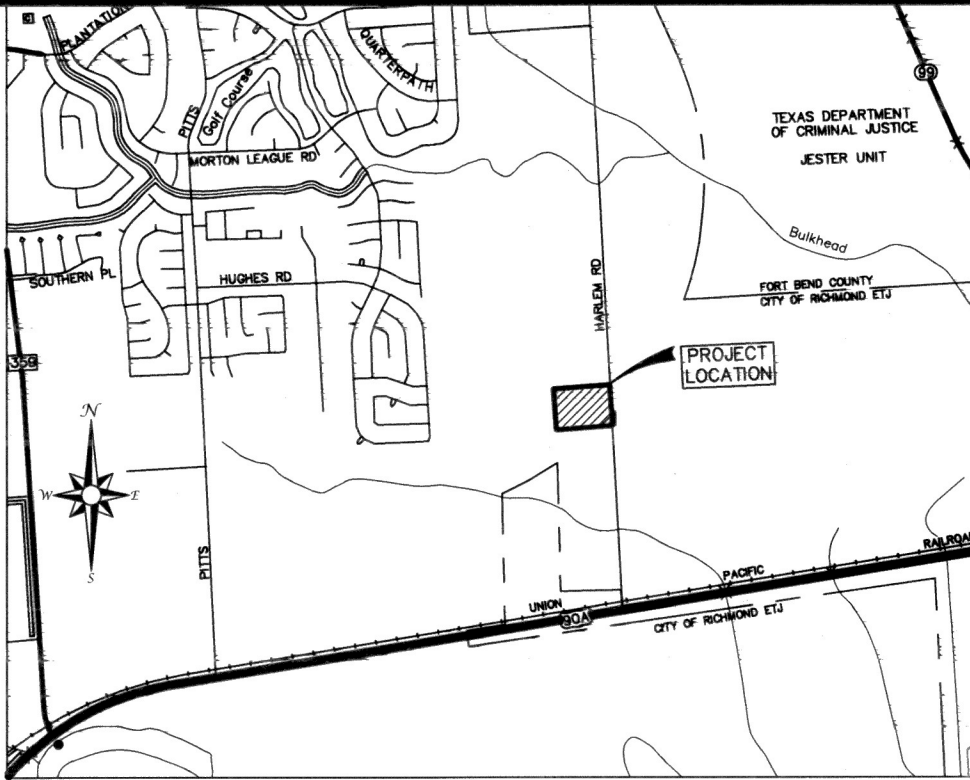 PLANTATION
QUARTERPATH
99
PITTS
Golf Course
TEXAS DEPARTMENT
OF CRIMINAL JUSTICE
JESTER UNIT
MORTON LEAGUE RD
Bulkhead
SOUTHERN PL
HUGHES RD
FORT BEND COUNTY
CITY OF RICHMOND ETJ
HARLEM RD
359
PROJECT
LOCATION
N
W
E
S
PITTS
UNION
PACIFIC
RAILROA
90A
CITY OF RICHMOND ETJ